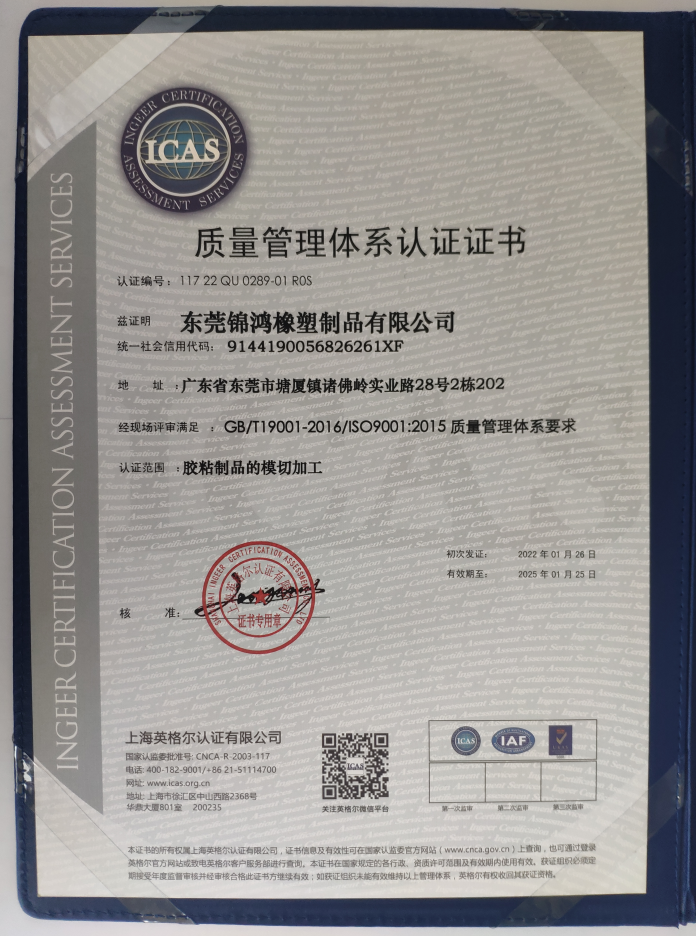 INGEER CERTIFICATION
ICAS
ASSESSMENT SERVICES
INGEER CERTIFICATION ASSESSMENT SERVICES
质量管理体系认证证书
认证编号：117 22 QU 0289-01 R0S
兹证明 东莞锦鸿橡塑制品有限公司
统一社会信用代码：9144190056826261XF
地 址：广东省东莞市塘厦镇诸佛岭实业路28号2栋202
经现场评审满足：GB/T19001-2016/ISO9001:2015 质量管理体系要求
认证范围：胶粘制品的模切加工
初次发证： 2022 年 01 月 26 日
有效期至： 2025 年 01 月 25 日
核 准：
证书专用章
上海英格尔认证有限公司
国家认监委批准号: CNCA-R-2003-117
电话: 400-182-9001/+86 21-51114700
网址: www.icas.org.cn
地址: 上海市徐汇区中山西路2368号
华鼎大厦801室 200235
ICAS
关注英格尔微信平台
ICAS
IAF
第一次监审 第二次监审 第三次监审
本证书的所有权属上海英格尔认证有限公司，证书信息及有效性可在国家认监委官方网站（www.cnca.gov.cn）上查询，也可通过登录
英格尔官方网站或致电英格尔客户服务部进行查询。本证书在国家规定的各行政、资质许可范围及有效期内使用有效。获证组织必须定
期接受年度监督审核并经审核合格此证书方继续有效；如获证组织未能有效维持以上管理体系，英格尔有权收回其获证资格。